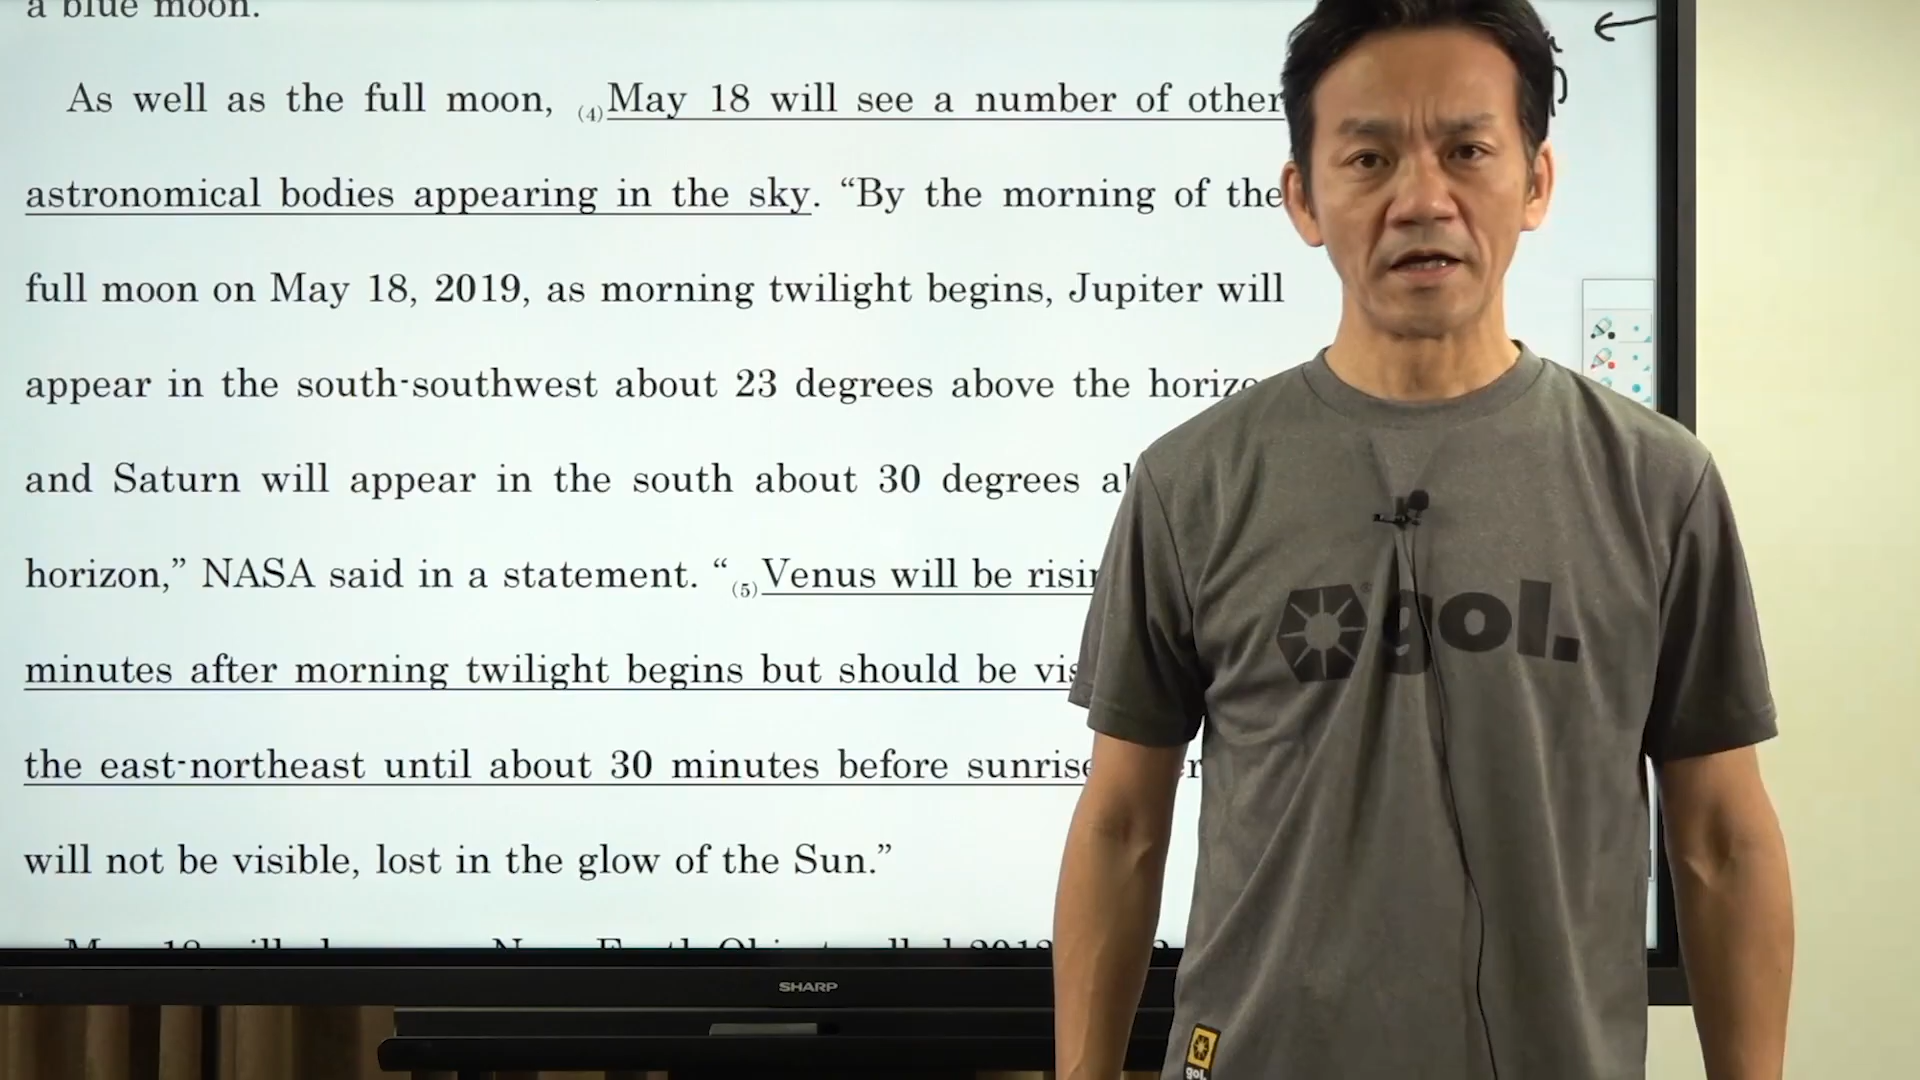 a blue moon.
As well as the full moon, (4)May 18 will see a number of other
astronomical bodies appearing in the sky. “By the morning of the
full moon on May 18, 2019, as morning twilight begins, Jupiter will
appear in the south-southwest about 23 degrees above the
and Saturn will appear in the south about 30 degrees
horizon,” NASA said in a statement. “(5)Venus will be
minutes after morning twilight begins but should be
the east-northeast until about 30 minutes before sunrise
will not be visible, lost in the glow of the Sun.”
SHARP
gol.
gol.